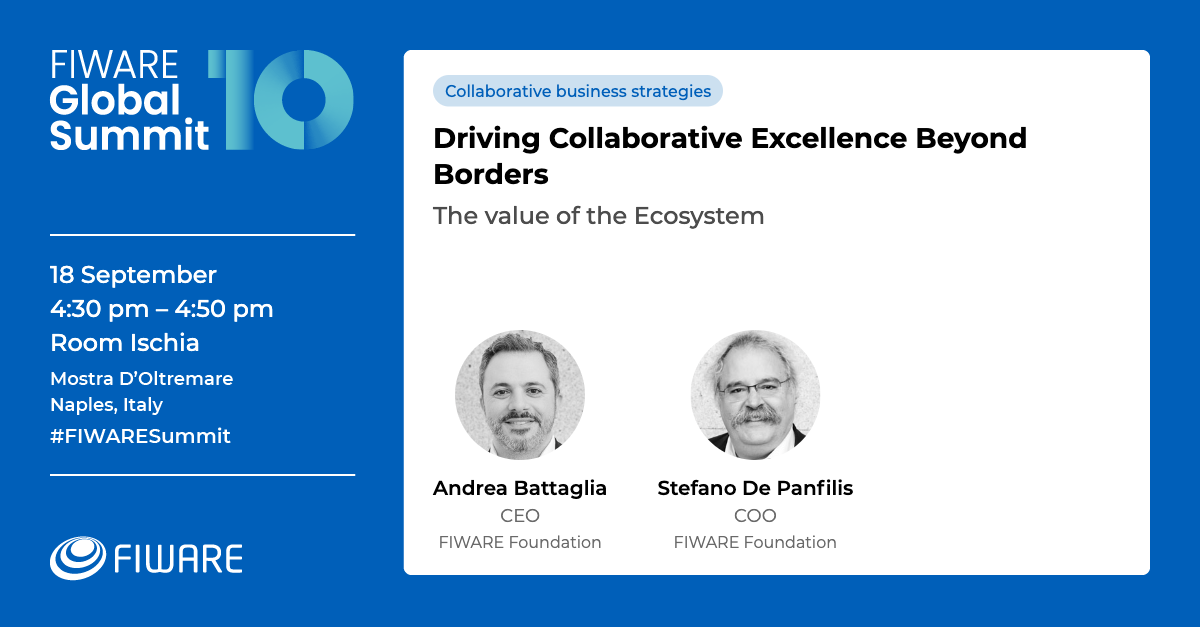 FIWARE
Global
Summit
10
18 September
4:30 pm – 4:50 pm
Room Ischia
Mostra D’Oltremare
Naples, Italy
#FIWARESummit
FIWARE
Collaborative business strategies
Driving Collaborative Excellence Beyond
Borders
The value of the Ecosystem
Andrea Battaglia
CEO
FIWARE Foundation
Stefano De Panfilis
COO
FIWARE Foundation